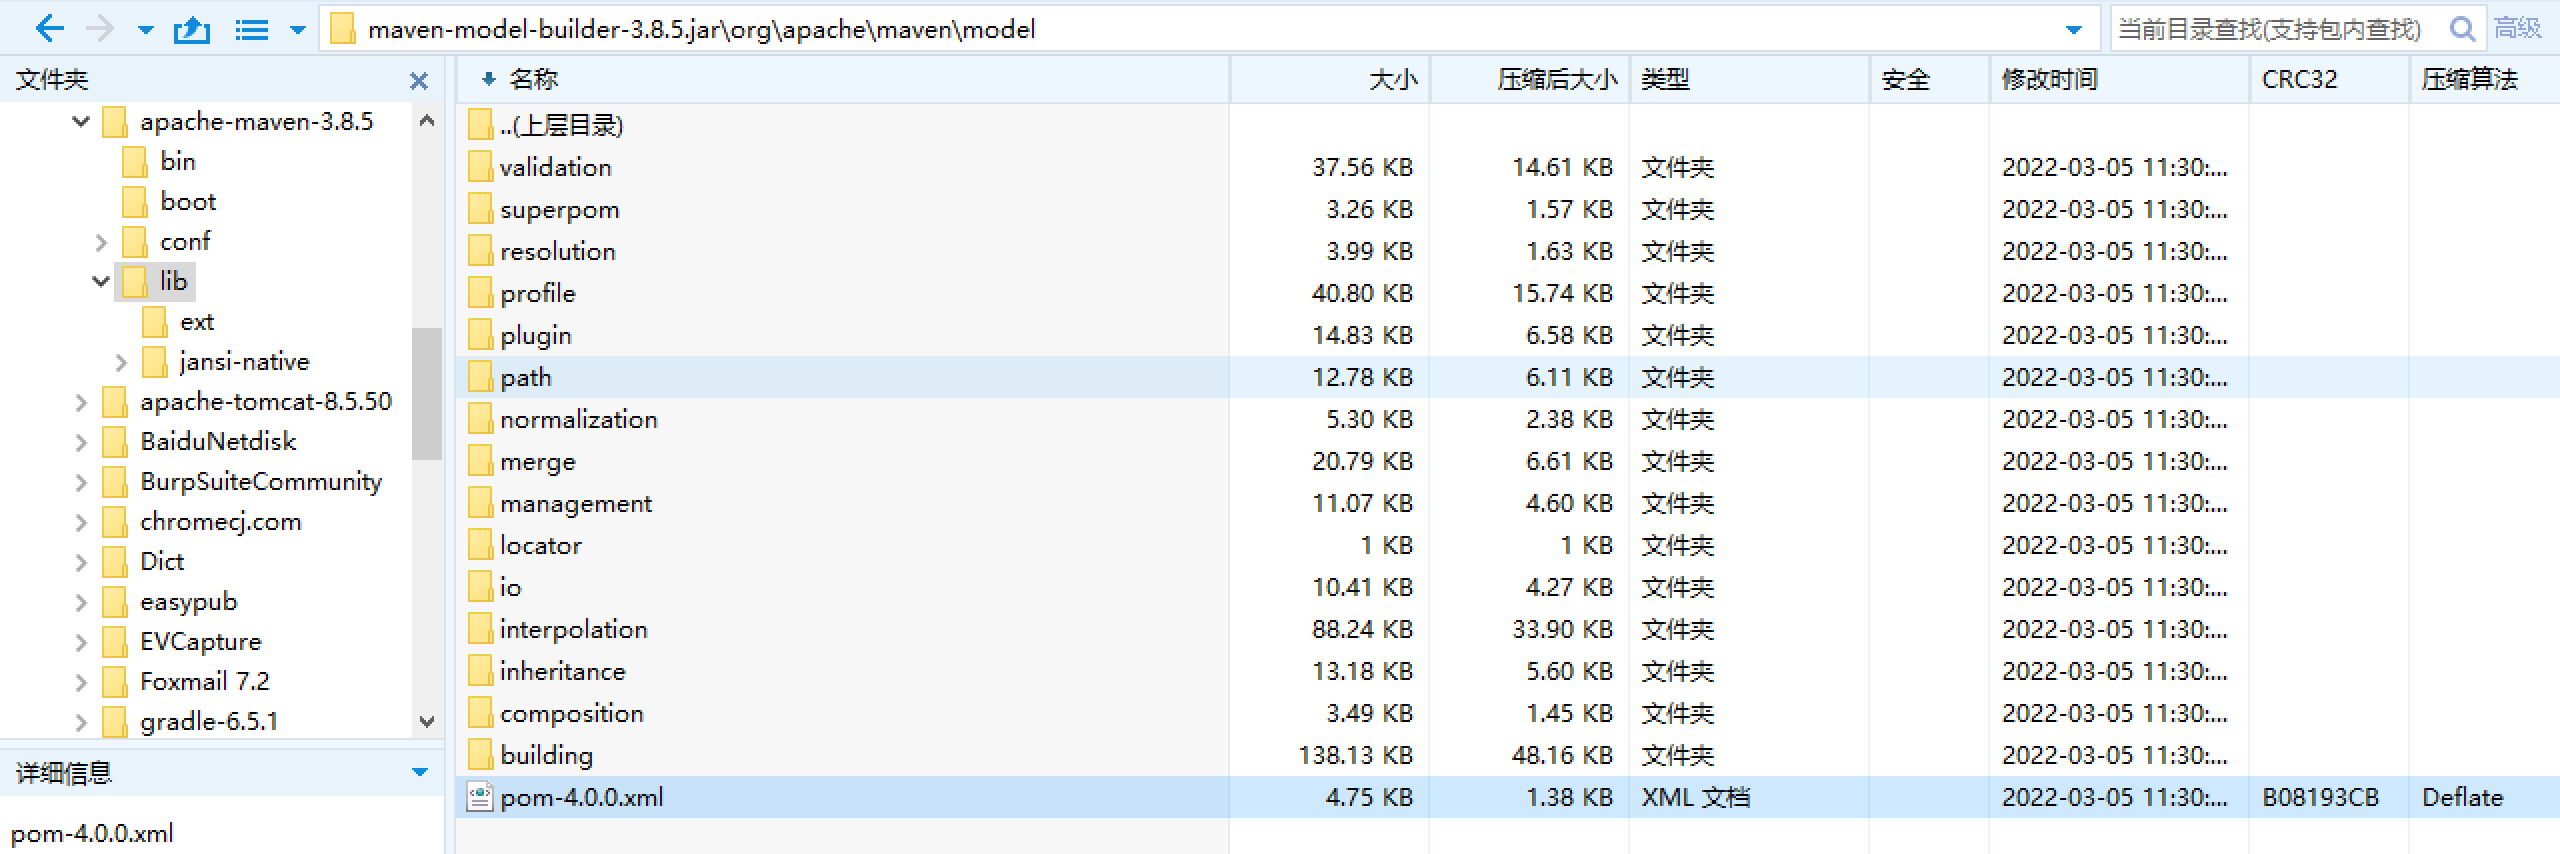 maven-model-builder-3.8.5.jar\org\apache\maven\model
当前目录查找(支持包内查找) 高级
文件夹
apache-maven-3.8.5
bin
boot
conf
lib
ext
jansi-native
apache-tomcat-8.5.50
BaiduNetdisk
BurpSuiteCommunity
chromecj.com
Dict
easypub
EVCapture
Foxmail 7.2
gradle-6.5.1
详细信息
pom-4.0.0.xml
名称 大小 压缩后大小 类型 安全 修改时间 CRC32 压缩算法
..(上层目录)
validation 37.56 KB 14.61 KB 文件夹 2022-03-05 11:30:...
superpom 3.26 KB 1.57 KB 文件夹 2022-03-05 11:30:...
resolution 3.99 KB 1.63 KB 文件夹 2022-03-05 11:30:...
profile 40.80 KB 15.74 KB 文件夹 2022-03-05 11:30:...
plugin 14.83 KB 6.58 KB 文件夹 2022-03-05 11:30:...
path 12.78 KB 6.11 KB 文件夹 2022-03-05 11:30:...
normalization 5.30 KB 2.38 KB 文件夹 2022-03-05 11:30:...
merge 20.79 KB 6.61 KB 文件夹 2022-03-05 11:30:...
management 11.07 KB 4.60 KB 文件夹 2022-03-05 11:30:...
locator 1 KB 1 KB 文件夹 2022-03-05 11:30:...
io 10.41 KB 4.27 KB 文件夹 2022-03-05 11:30:...
interpolation 88.24 KB 33.90 KB 文件夹 2022-03-05 11:30:...
inheritance 13.18 KB 5.60 KB 文件夹 2022-03-05 11:30:...
composition 3.49 KB 1.45 KB 文件夹 2022-03-05 11:30:...
building 138.13 KB 48.16 KB 文件夹 2022-03-05 11:30:...
pom-4.0.0.xml 4.75 KB 1.38 KB XML 文档 2022-03-05 11:30:... B08193CB Deflate